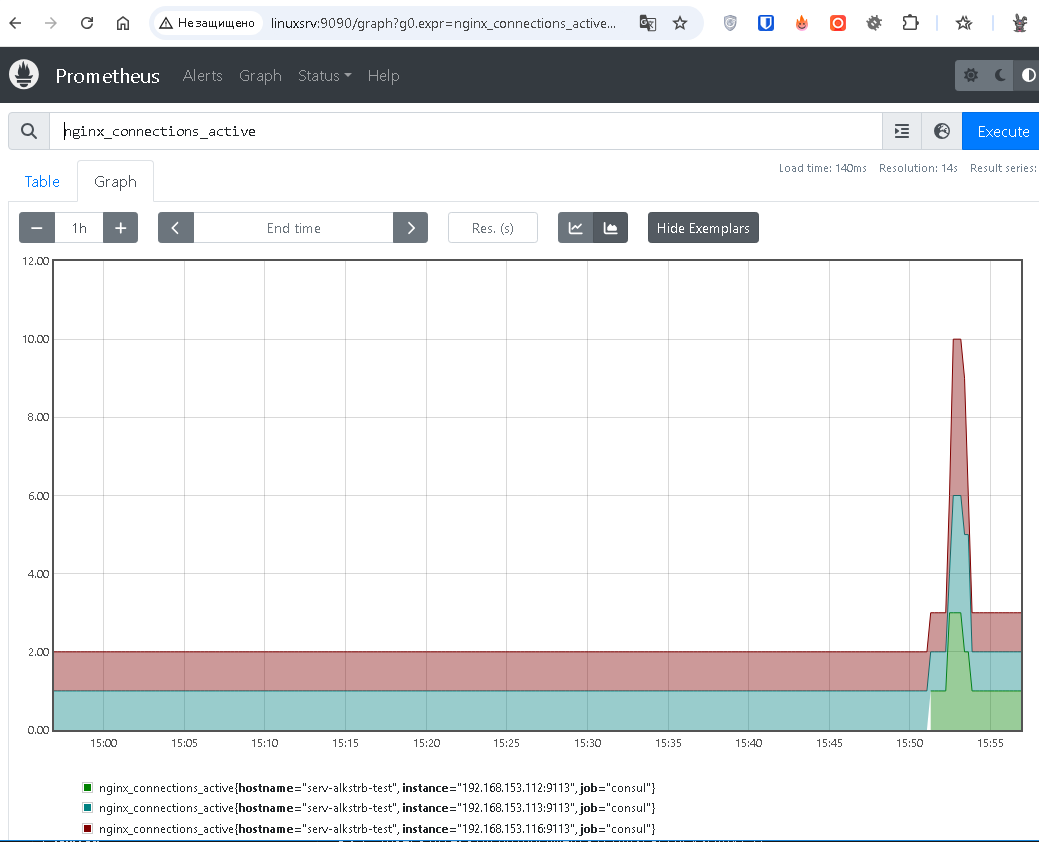 Не защищено linuxsrv:9090/graph?g0.expr=nginx_connections_active...
Prometheus Alerts Graph Status Help
nginx_connections_active Execute
Load time: 140ms Resolution: 14s Result series:
Table Graph
1h End time Res. (s) Hide Exemplars
12.00
10.00
8.00
6.00
4.00
2.00
0.00
15:00 15:05 15:10 15:15 15:20 15:25 15:30 15:35 15:40 15:45 15:50 15:55
nginx_connections_active{hostname="serv-alkstrb-test", instance="192.168.153.112:9113", job="consul"}
nginx_connections_active{hostname="serv-alkstrb-test", instance="192.168.153.113:9113", job="consul"}
nginx_connections_active{hostname="serv-alkstrb-test", instance="192.168.153.116:9113", job="consul"}